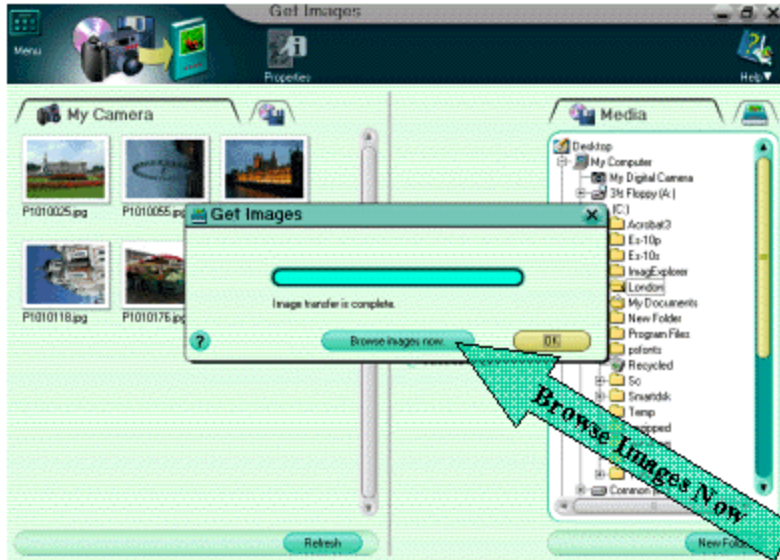 Get Images
Menu
Properties
Help
My Camera
Media
Desktop
My Computer
My Digital Camera
3½ Floppy (A:)
(C:)
Acrobat3
Es-10p
Es-10s
ImagExplorer
London
My Documents
New Folder
Program Files
psfonts
Recycled
Sc
Smartdsk
Temp
P1010025.jpg
P1010055.jpg
P1010118.jpg
P1010176.jpg
Get Images
Image transfer is complete.
Browse images now.
OK
Browse Images Now
Common
Refresh
New Folder